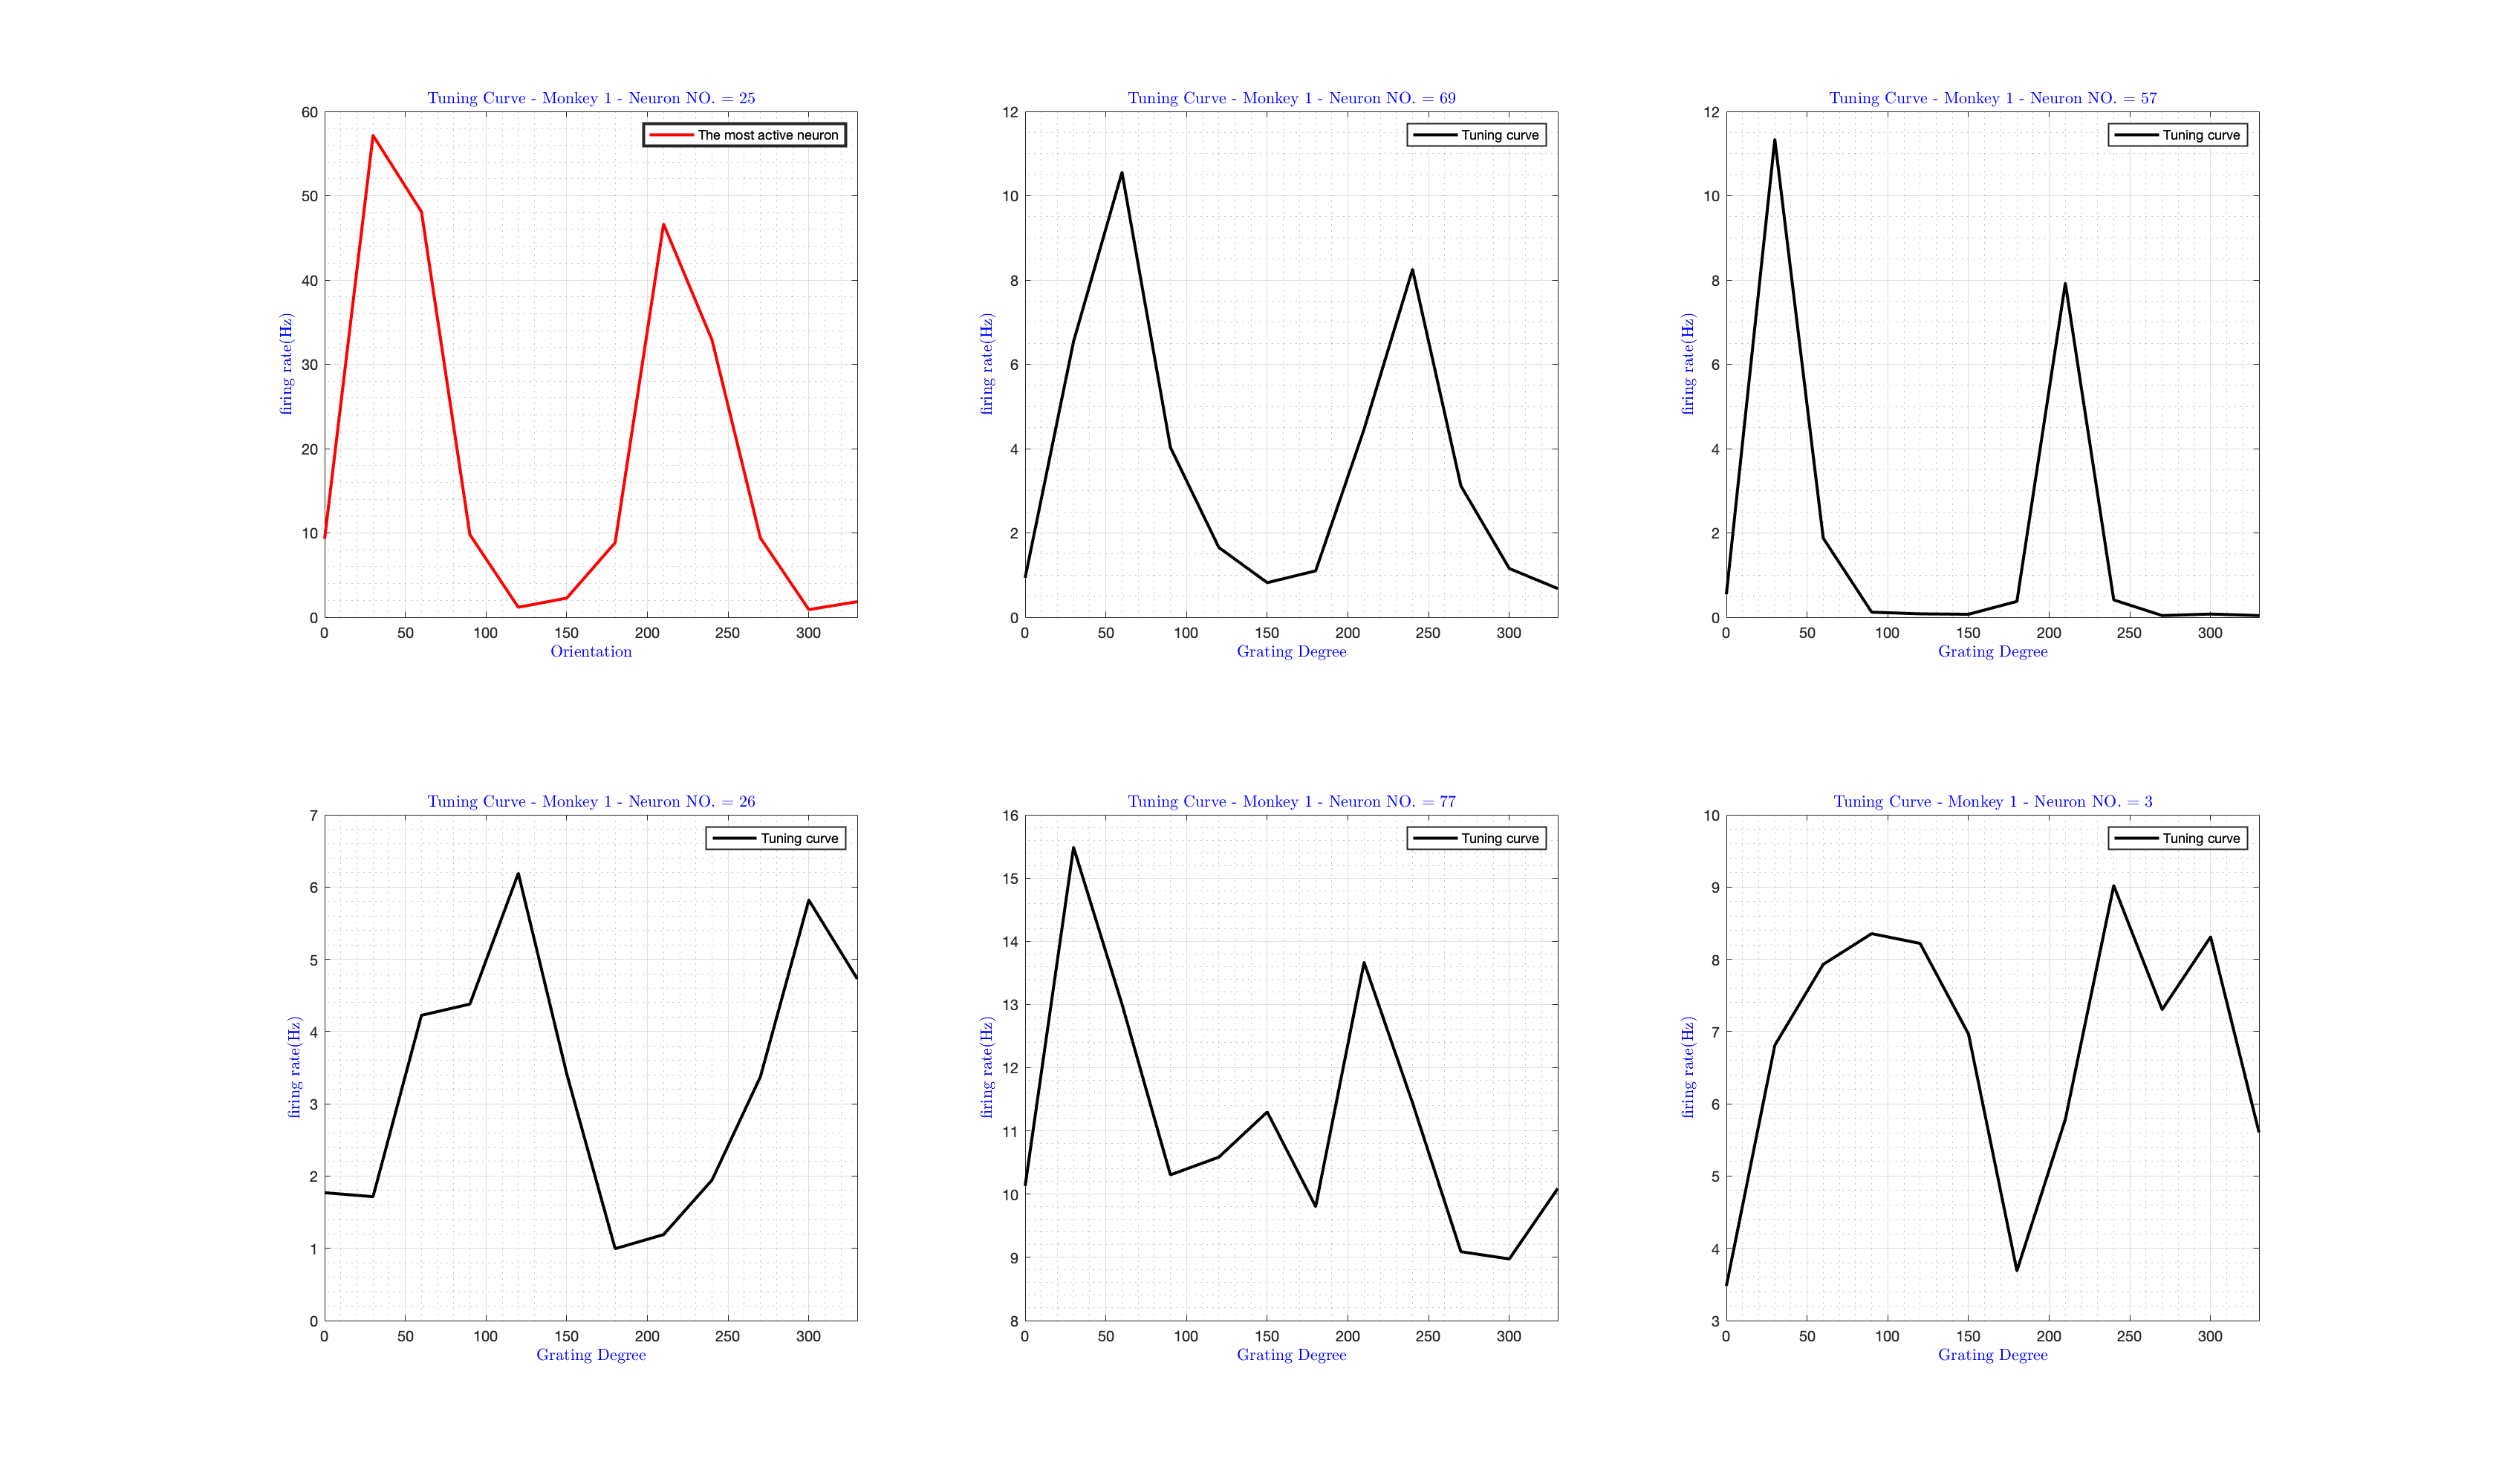 Tuning Curve - Monkey 1 - Neuron NO. = 25
60
50
40
30
20
10
0
firing rate(Hz)
The most active neuron
0 50 100 150 200 250 300
Orientation
Tuning Curve - Monkey 1 - Neuron NO. = 69
12
10
8
6
4
2
0
firing rate(Hz)
Tuning curve
0 50 100 150 200 250 300
Grating Degree
Tuning Curve - Monkey 1 - Neuron NO. = 57
12
10
8
6
4
2
0
firing rate(Hz)
Tuning curve
0 50 100 150 200 250 300
Grating Degree
Tuning Curve - Monkey 1 - Neuron NO. = 26
7
6
5
4
3
2
1
0
firing rate(Hz)
Tuning curve
0 50 100 150 200 250 300
Grating Degree
Tuning Curve - Monkey 1 - Neuron NO. = 77
16
15
14
13
12
11
10
9
8
firing rate(Hz)
Tuning curve
0 50 100 150 200 250 300
Grating Degree
Tuning Curve - Monkey 1 - Neuron NO. = 3
10
9
8
7
6
5
4
3
firing rate(Hz)
Tuning curve
0 50 100 150 200 250 300
Grating Degree